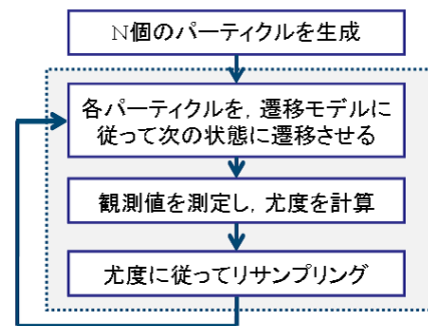 N個のパーティクルを生成
各パーティクルを，遷移モデルに
従って次の状態に遷移させる
観測値を測定し，尤度を計算
尤度に従ってリサンプリング